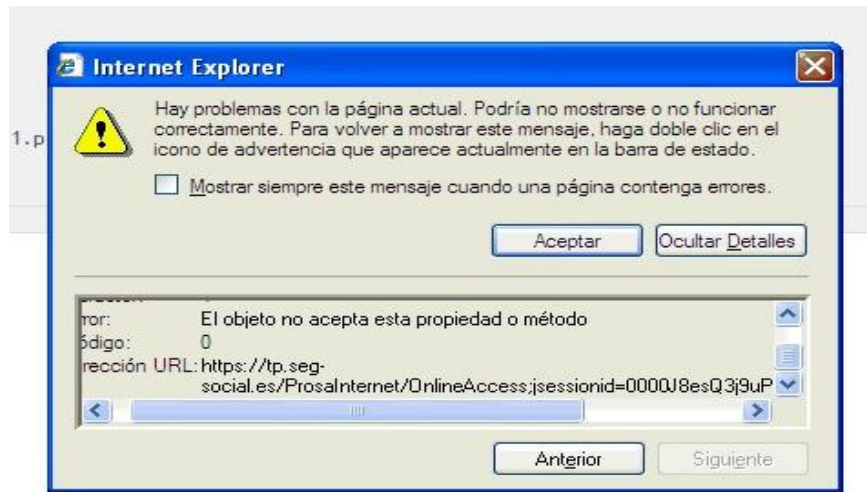 Internet Explorer
Hay problemas con la página actual. Podría no mostrarse o no funcionar
1.p
correctamente. Para volver a mostrar este mensaje, haga doble clic en el
icono de advertencia que aparece actualmente en la barra de estado.
Mostrar siempre este mensaje cuando una página contenga errores.
Aceptar
Ocultar Detalles
rror: El objeto no acepta esta propiedad o método
ódigo: 0
rección URL: https://tp.seg-
social.es/ProsaInternet/OnlineAccess;jsessionid=0000J8esQ3j9uP
Anterior
Siguiente